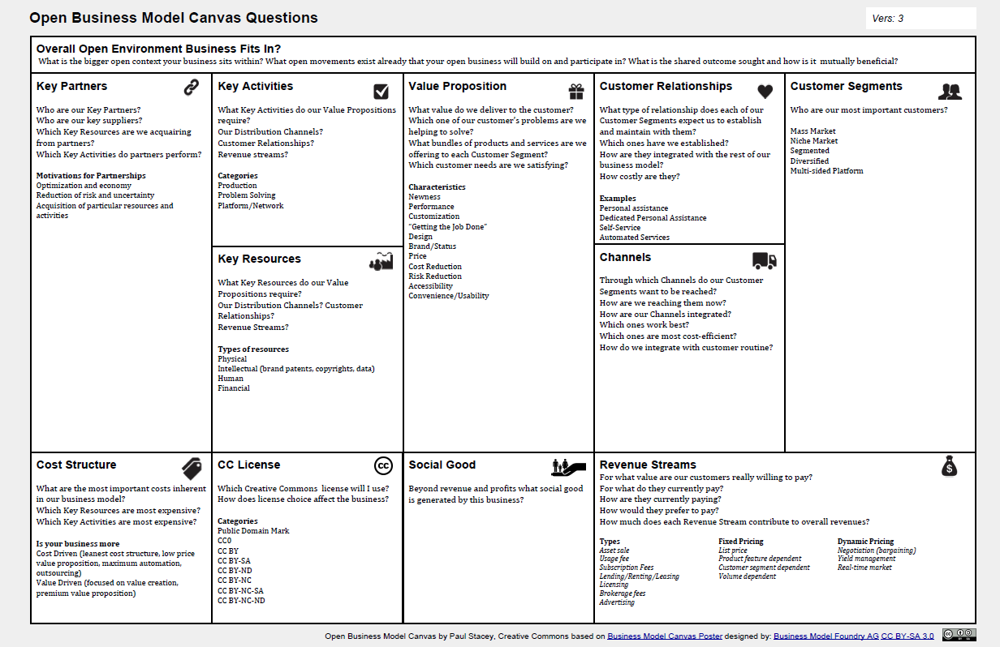 Open Business Model Canvas Questions
Vers: 3
Overall Open Environment Business Fits In?
What is the bigger open context your business sits within? What open movements exist already that your open business will build on and participate in? What is the shared outcome sought and how is it mutually beneficial?
Key Partners
Who are our Key Partners?
Who are our key suppliers?
Which Key Resources are we acquairing
from partners?
Which Key Activities do partners perform?
Motivations for Partnerships
Optimization and economy
Reduction of risk and uncertainty
Acquisition of particular resources and
activities
Key Activities
What Key Activities do our Value Propositions
require?
Our Distribution Channels?
Customer Relationships?
Revenue streams?
Categories
Production
Problem Solving
Platform/Network
Key Resources
What Key Resources do our Value
Propositions require?
Our Distribution Channels? Customer
Relationships?
Revenue Streams?
Types of resources
Physical
Intellectual (brand patents, copyrights, data)
Human
Financial
Value Proposition
What value do we deliver to the customer?
Which one of our customer's problems are we
helping to solve?
What bundles of products and services are we
offering to each Customer Segment?
Which customer needs are we satisfying?
Characteristics
Newness
Performance
Customization
"Getting the Job Done"
Design
Brand/Status
Price
Cost Reduction
Risk Reduction
Accessibility
Convenience/Usability
Customer Relationships
What type of relationship does each of our
Customer Segments expect us to establish
and maintain with them?
Which ones have we established?
How are they integrated with the rest of our
business model?
How costly are they?
Examples
Personal assistance
Dedicated Personal Assistance
Self-Service
Automated Services
Channels
Through which Channels do our Customer
Segments want to be reached?
How are we reaching them now?
How are our Channels integrated?
Which ones work best?
Which ones are most cost-efficient?
How do we integrate with customer routine?
Customer Segments
Who are our most important customers?
Mass Market
Niche Market
Segmented
Diversified
Multi-sided Platform
Cost Structure
What are the most important costs inherent
in our business model?
Which Key Resources are most expensive?
Which Key Activities are most expensive?
Is your business more
Cost Driven (leanest cost structure, low price
value proposition, maximum automation,
outsourcing)
Value Driven (focused on value creation,
premium value proposition)
CC License
cc
Which Creative Commons license will I use?
How does license choice affect the business?
Categories
Public Domain Mark
CC0
CC BY
CC BY-SA
CC BY-ND
CC BY-NC
CC BY-NC-SA
CC BY-NC-ND
Social Good
Beyond revenue and profits what social good
is generated by this business?
Revenue Streams
$
For what value are our customers really willing to pay?
For what do they currently pay?
How are they currently paying?
How would they prefer to pay?
How much does each Revenue Stream contribute to overall revenues?
Types
Asset sale
Usage fee
Subscription Fees
Lending/Renting/Leasing
Licensing
Brokerage fees
Advertising
Fixed Pricing
List price
Product feature dependent
Customer segment dependent
Volume dependent
Dynamic Pricing
Negotiation (bargaining)
Yield management
Real-time market
Open Business Model Canvas by Paul Stacey, Creative Commons based on Business Model Canvas Poster designed by: Business Model Foundry AG CC BY-SA 3.0
cc
BY SA